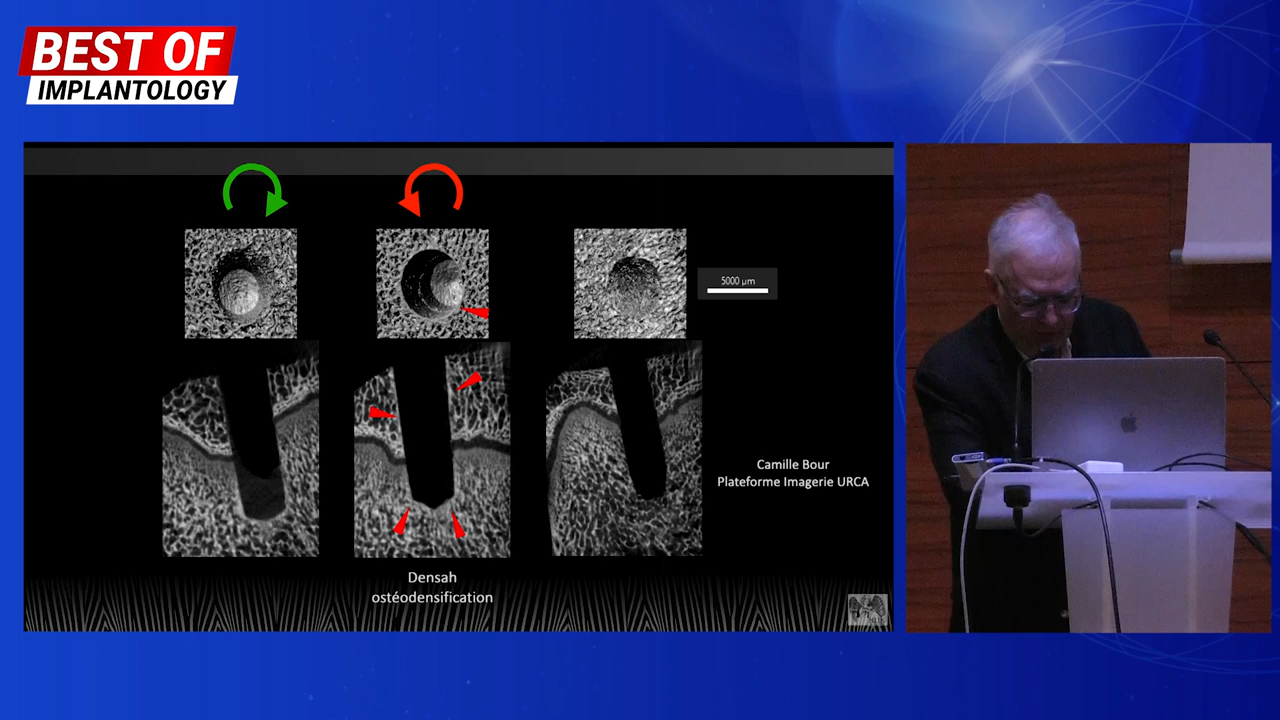 BEST OF
IMPLANTOLOGY
5000 µm
Camille Bour
Plateforme Imagerie URCA
Densah
ostéodensification